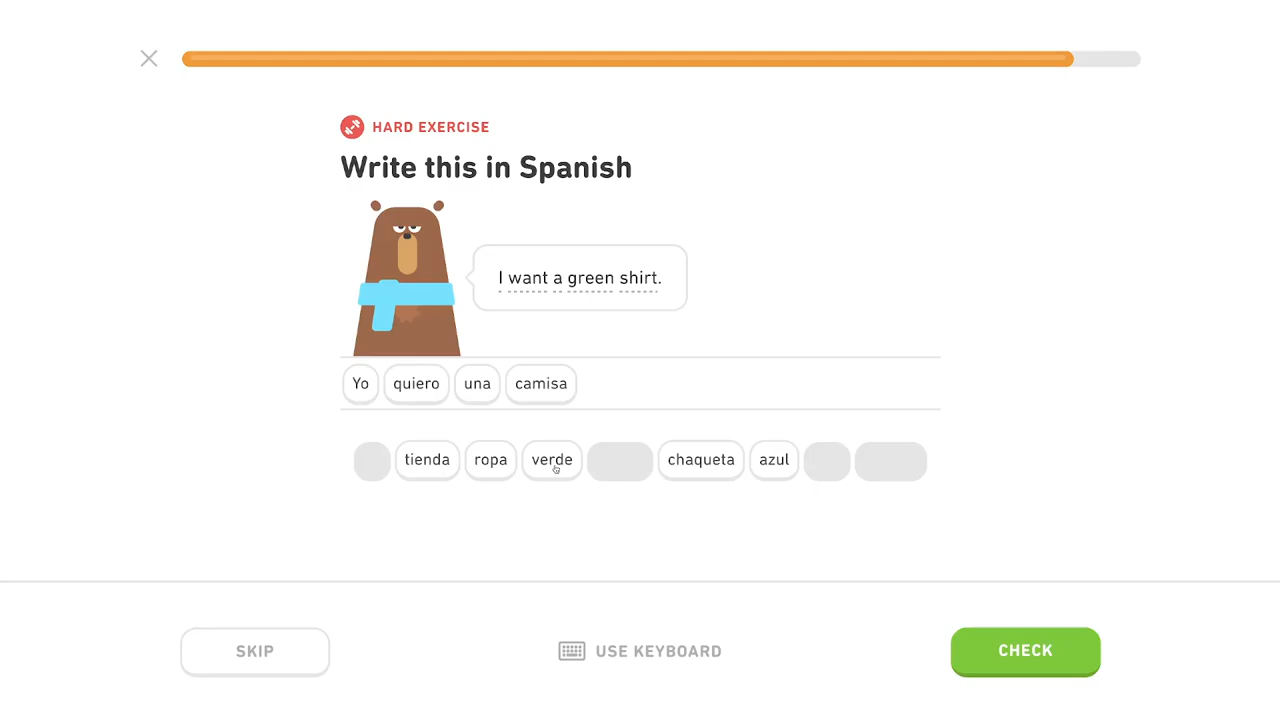 HARD EXERCISE
Write this in Spanish
I want a green shirt.
Yo quiero una camisa
tienda ropa verde chaqueta azul
SKIP USE KEYBOARD CHECK